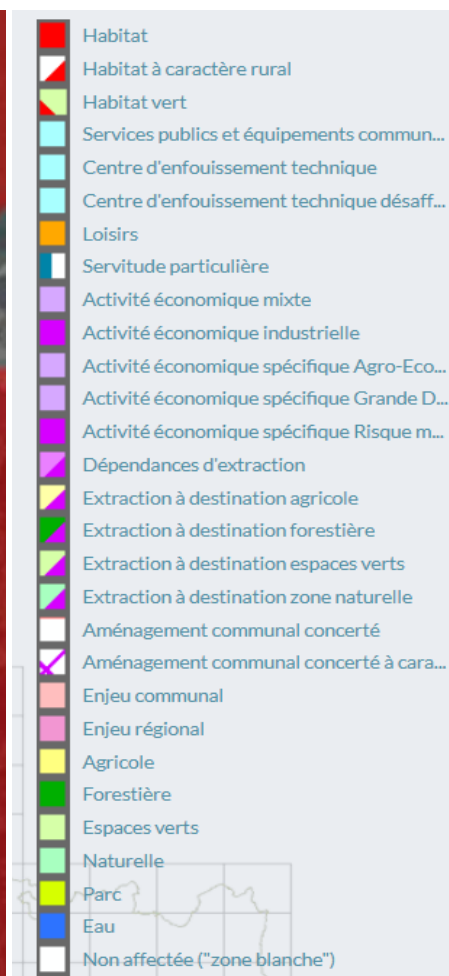 Habitat
Habitat à caractère rural
Habitat vert
Services publics et équipements commun...
Centre d'enfouissement technique
Centre d'enfouissement technique désaff...
Loisirs
Servitude particulière
Activité économique mixte
Activité économique industrielle
Activité économique spécifique Agro-Eco...
Activité économique spécifique Grande D...
Activité économique spécifique Risque m...
Dépendances d'extraction
Extraction à destination agricole
Extraction à destination forestière
Extraction à destination espaces verts
Extraction à destination zone naturelle
Aménagement communal concerté
Aménagement communal concerté à cara...
Enjeu communal
Enjeu régional
Agricole
Forestière
Espaces verts
Naturelle
Parc
Eau
Non affectée ("zone blanche")